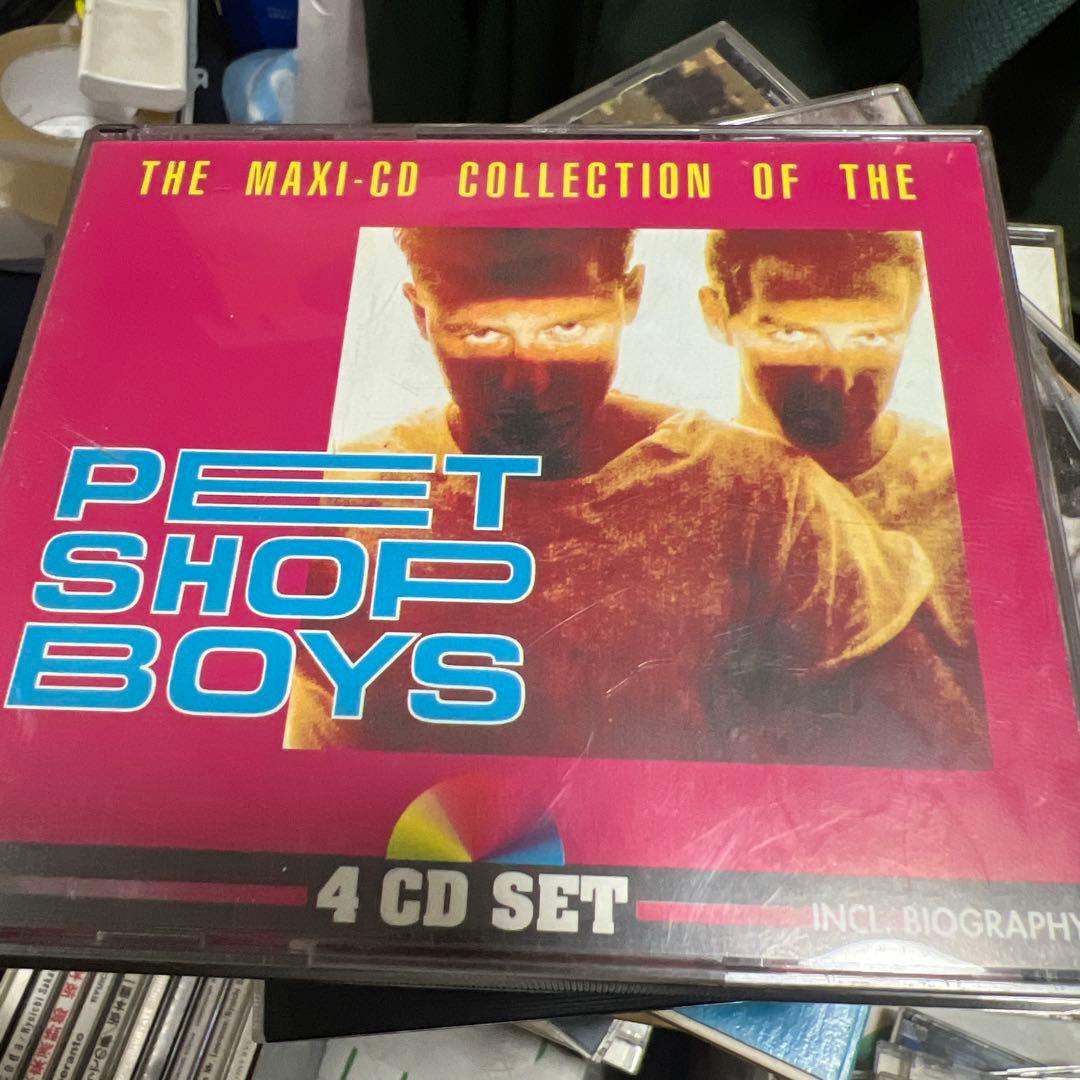 THE MAXI-CD COLLECTION OF THE
PET
SHOP
BOYS
4 CD SET
INCL. BIOGRAPHY